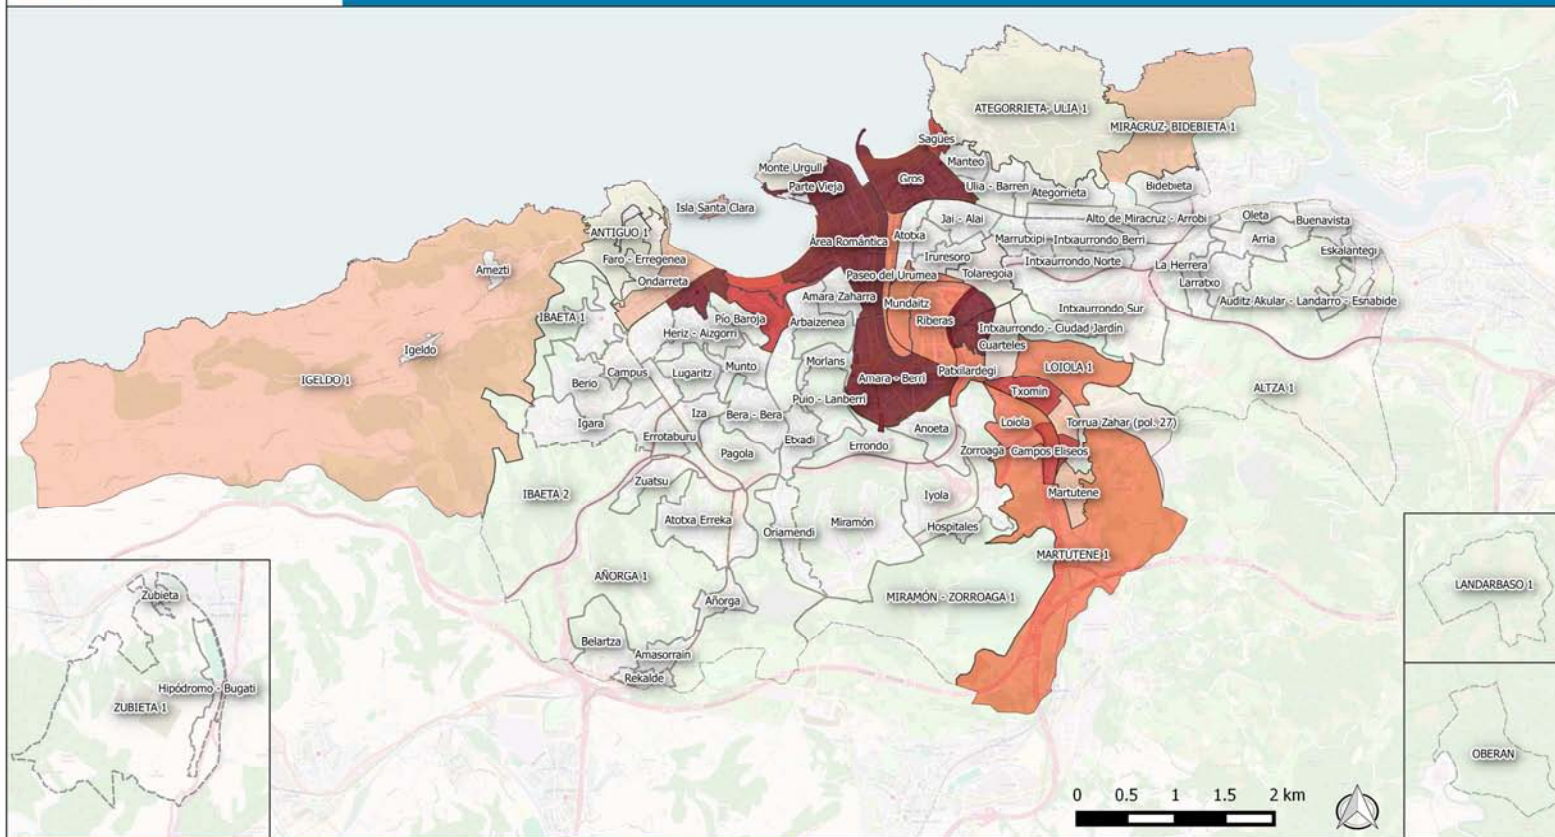 ATEGORRIETA- ULIA 1
MIRACRUZ- BIDEBIETA 1
Sagües
Manteo
Monte Urgull
Parte Vieja
Gros
Ulia - Barren
Ategorrieta
Bidebieta
Isla Santa Clara
Jai - Alai
Alto de Miracruz - Arrobi
Oleta
Buenavista
ANTIGUO 1
Área Romántica
Atotxa
Marrutxipi
Intxaurrondo Berri
Arria
Eskalantegi
Faro - Erregenea
Iruresoro
Intxaurrondo Norte
La Herrera
Amezti
Ondarreta
Paseo del Urumea
Tolaregoia
Larratxo
Amara Zaharra
Mundaitz
Intxaurrondo Sur
Auditz Akular - Landarro - Esnabide
IBAETA 1
Pío Baroja
Arbaizenea
Riberas
Intxaurrondo - Ciudad Jardín
Heriz - Aizgorri
Cuarteles
Igeldo
Morlans
IGELDO 1
Berio
Campus
Lugaritz
Munto
Amara - Berri
Patxilardegi
LOIOLA 1
ALTZA 1
Txomin
Puio - Lanberri
Igara
Iza
Bera - Bera
Loiola
Torrua Zahar (pol. 27)
Errotaburu
Etxadi
Errondo
Anoeta
Pagola
Zorroaga
Campos Eliseos
IBAETA 2
Zuatsu
Iyola
Martutene
Atotxa Erreka
Oriamendi
Miramón
Hospitales
MARTUTENE 1
AÑORGA 1
MIRAMÓN - ZORROAGA 1
LANDARBASO 1
Zubieta
Añorga
Belartza
Amasorrain
Rekalde
Hipódromo - Bugati
ZUBIETA 1
OBERAN
0 0.5 1 1.5 2 km